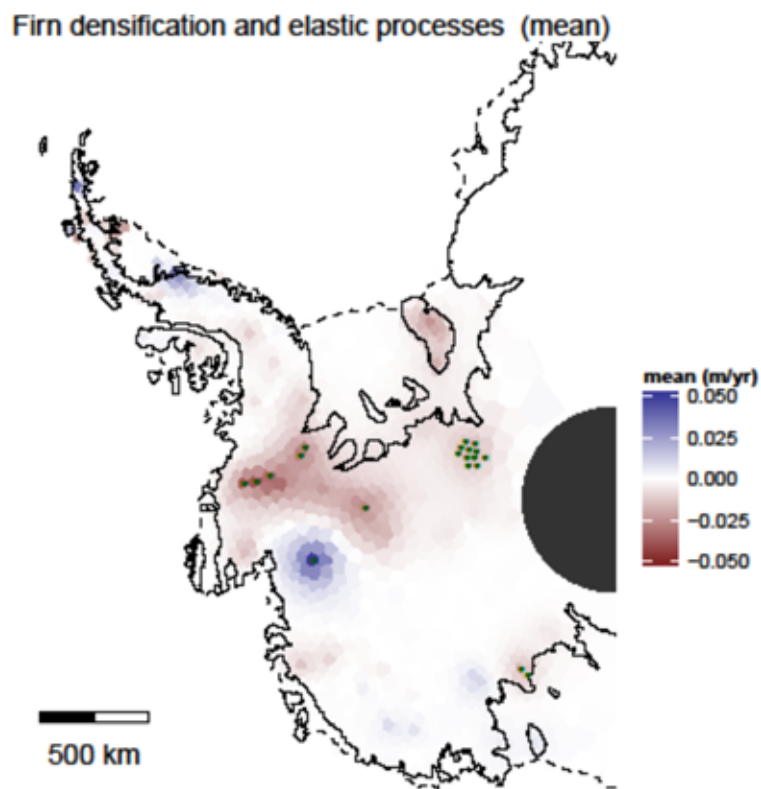 Firn densification and elastic processes (mean)
mean (m/yr)
0.050
0.025
0.000
−0.025
−0.050
500 km